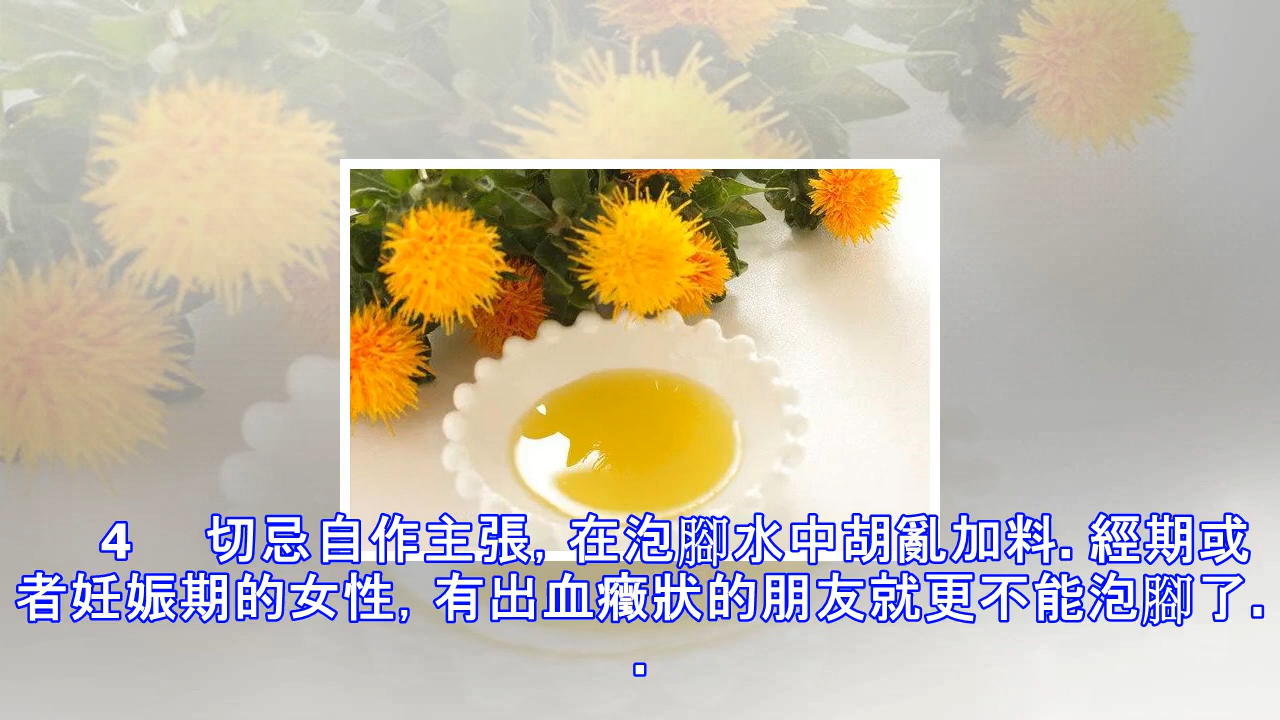 4 切忌自作主張, 在泡腳水中胡亂加料. 經期或
者妊娠期的女性, 有出血癥狀的朋友就更不能泡腳了.
.